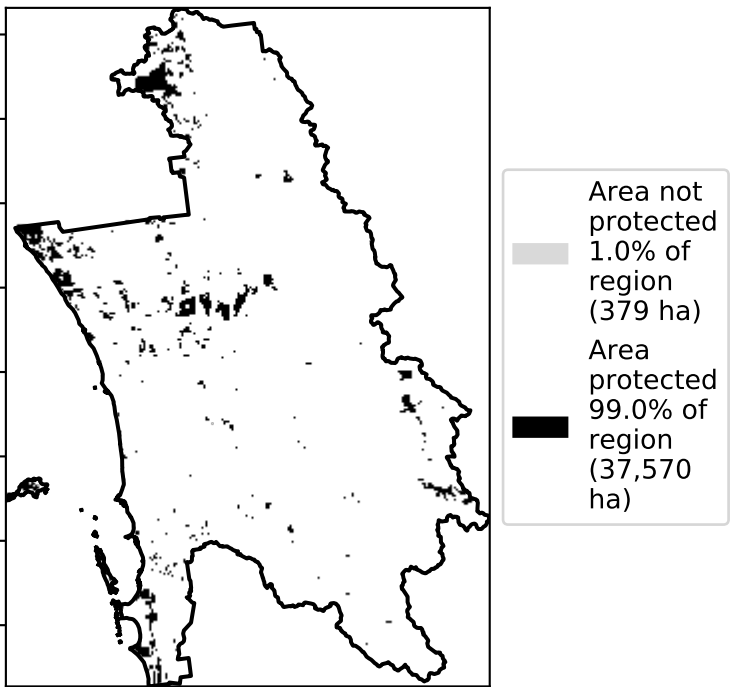 Area not
protected
1.0% of
region
(379 ha)
Area
protected
99.0% of
region
(37,570
ha)